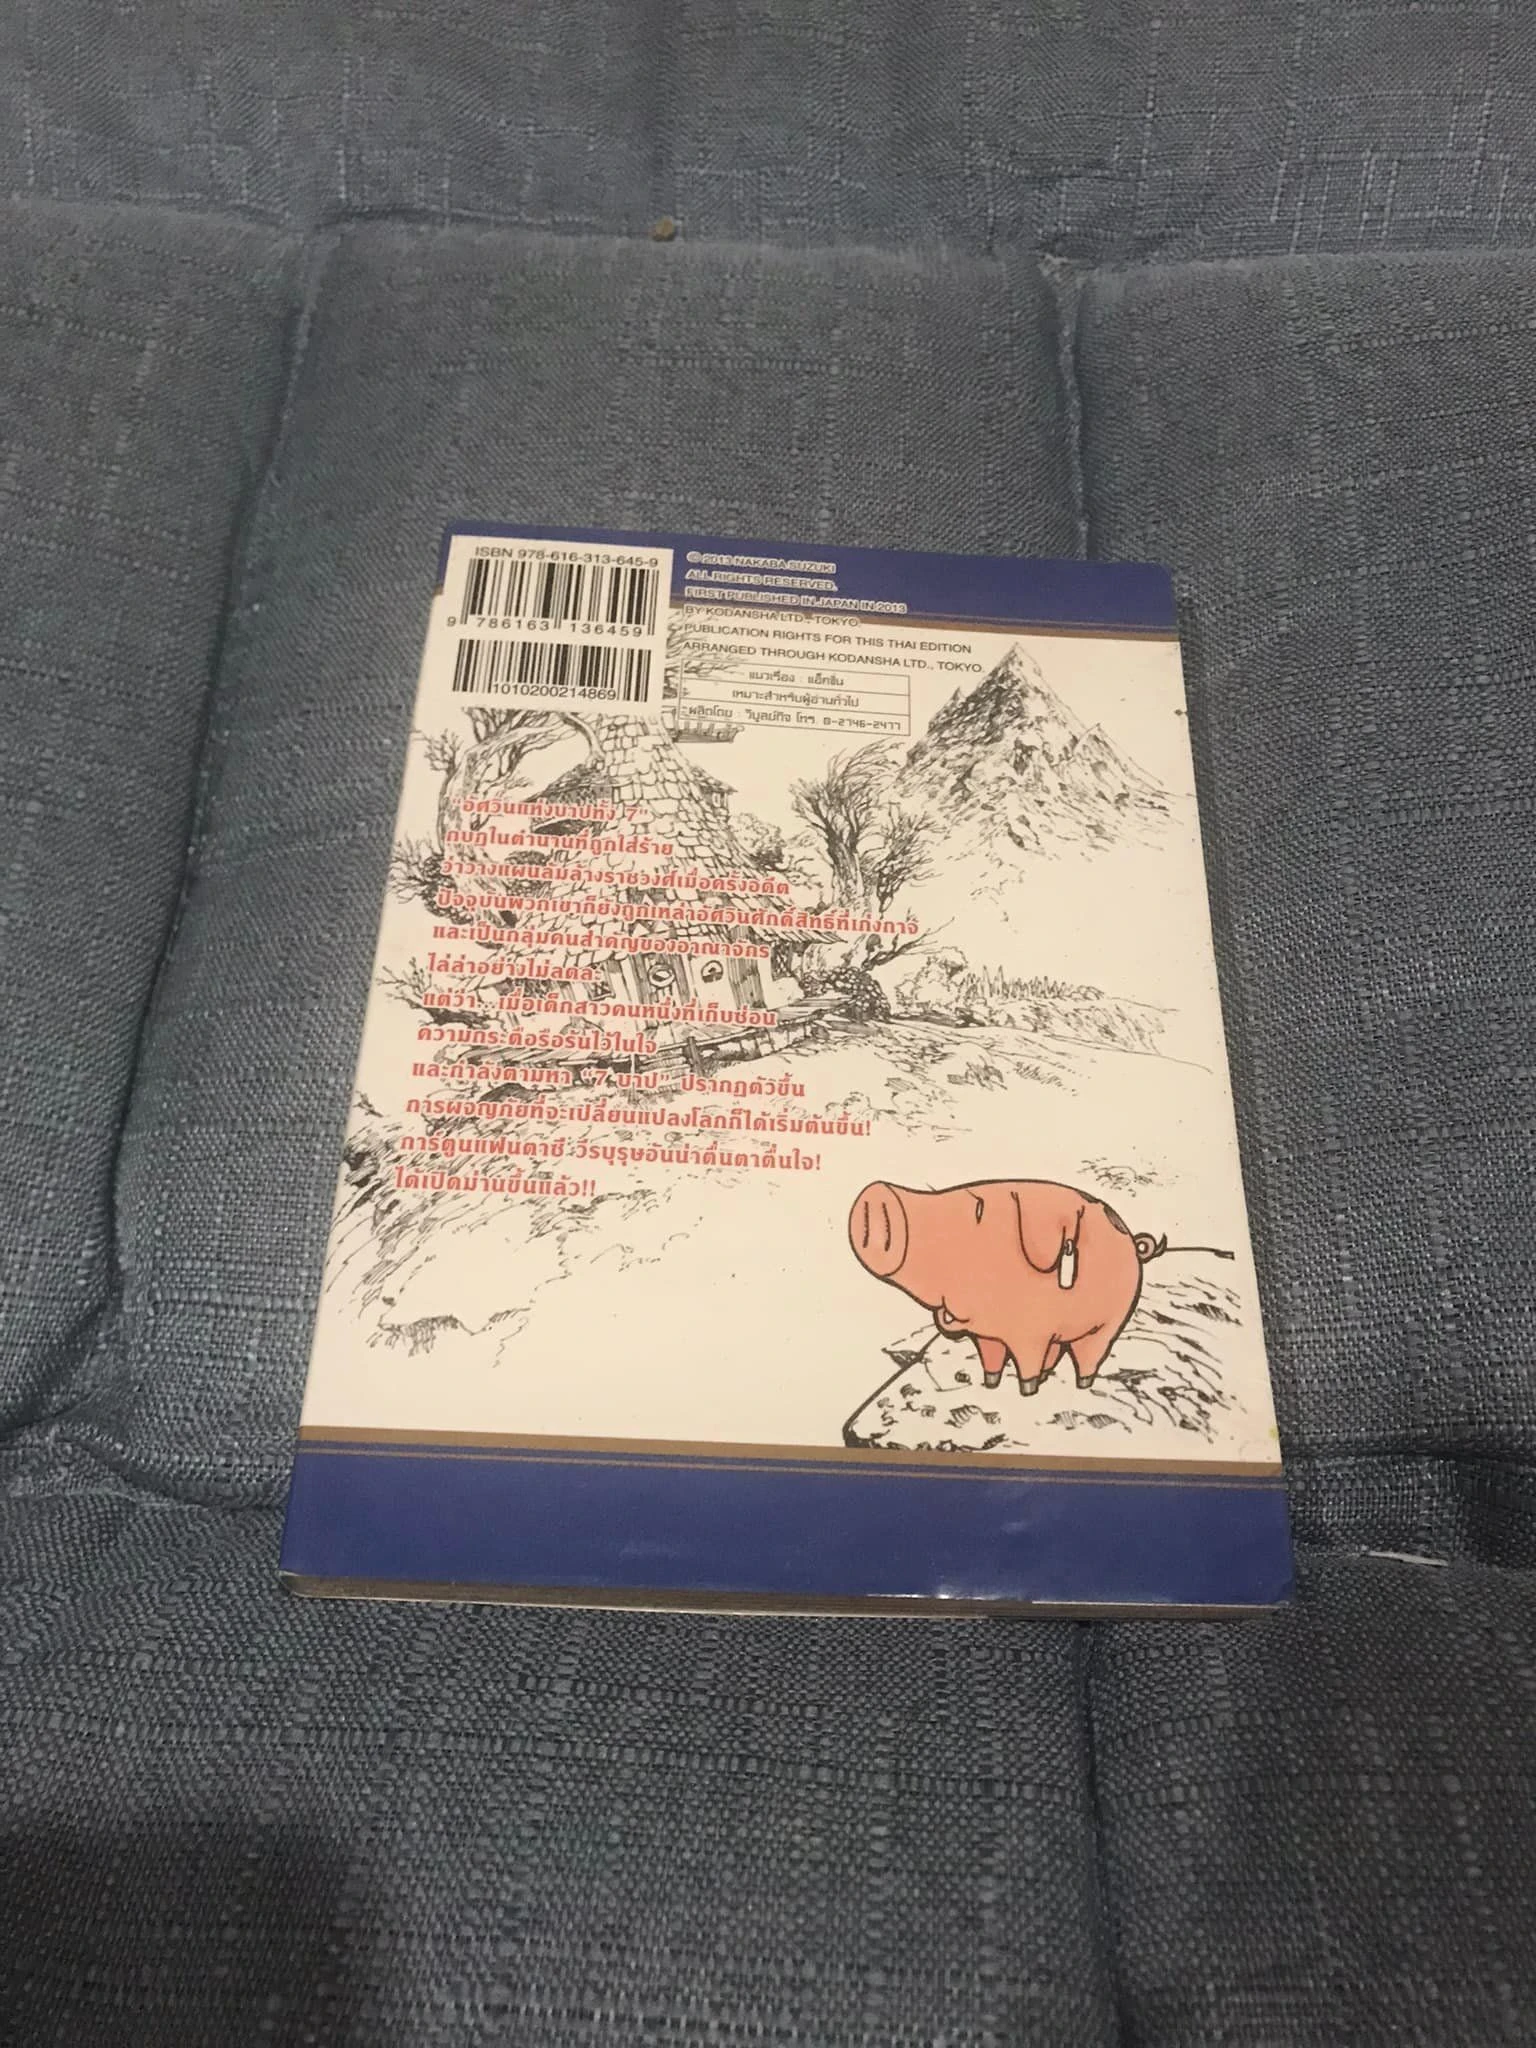 ISBN 978-616-313-645-9
9 786163 136459
1010200214869
© 2013 NAKABA SUZUKI
ALL RIGHTS RESERVED.
FIRST PUBLISHED IN JAPAN IN 2013
BY KODANSHA LTD., TOKYO.
PUBLICATION RIGHTS FOR THIS THAI EDITION
ARRANGED THROUGH KODANSHA LTD., TOKYO.
แนวเรื่อง : แอ็คชัน
เหมาะสำหรับผู้อ่านทั่วไป
ผลิตโดย : วิบูลย์กิจ โทร. 0-2746-2477
"อัศวินแห่งบาปทั้ง 7"
กบฏในตำนานที่ถูกใส่ร้าย
ว่าวางแผนล้มล้างราชวงศ์เมื่อครั้งอดีต
ปัจจุบันพวกเขาก็ยังถูกเหล่าอัศวินศักดิ์สิทธิ์ที่เก่งกาจ
และเป็นกลุ่มคนสำคัญของอาณาจักร
ไล่ล่าอย่างไม่ลดละ
แต่ว่า...เมื่อเด็กสาวคนหนึ่งที่เก็บซ่อน
ความกระตือรือร้นไว้ในใจ
และกำลังตามหา "7 บาป" ปรากฏตัวขึ้น
การผจญภัยที่จะเปลี่ยนแปลงโลกก็ได้เริ่มต้นขึ้น!
การ์ตูนแฟนตาซี วีรบุรุษอันน่าตื่นตาตื่นใจ!
ได้เปิดม่านขึ้นแล้ว!!